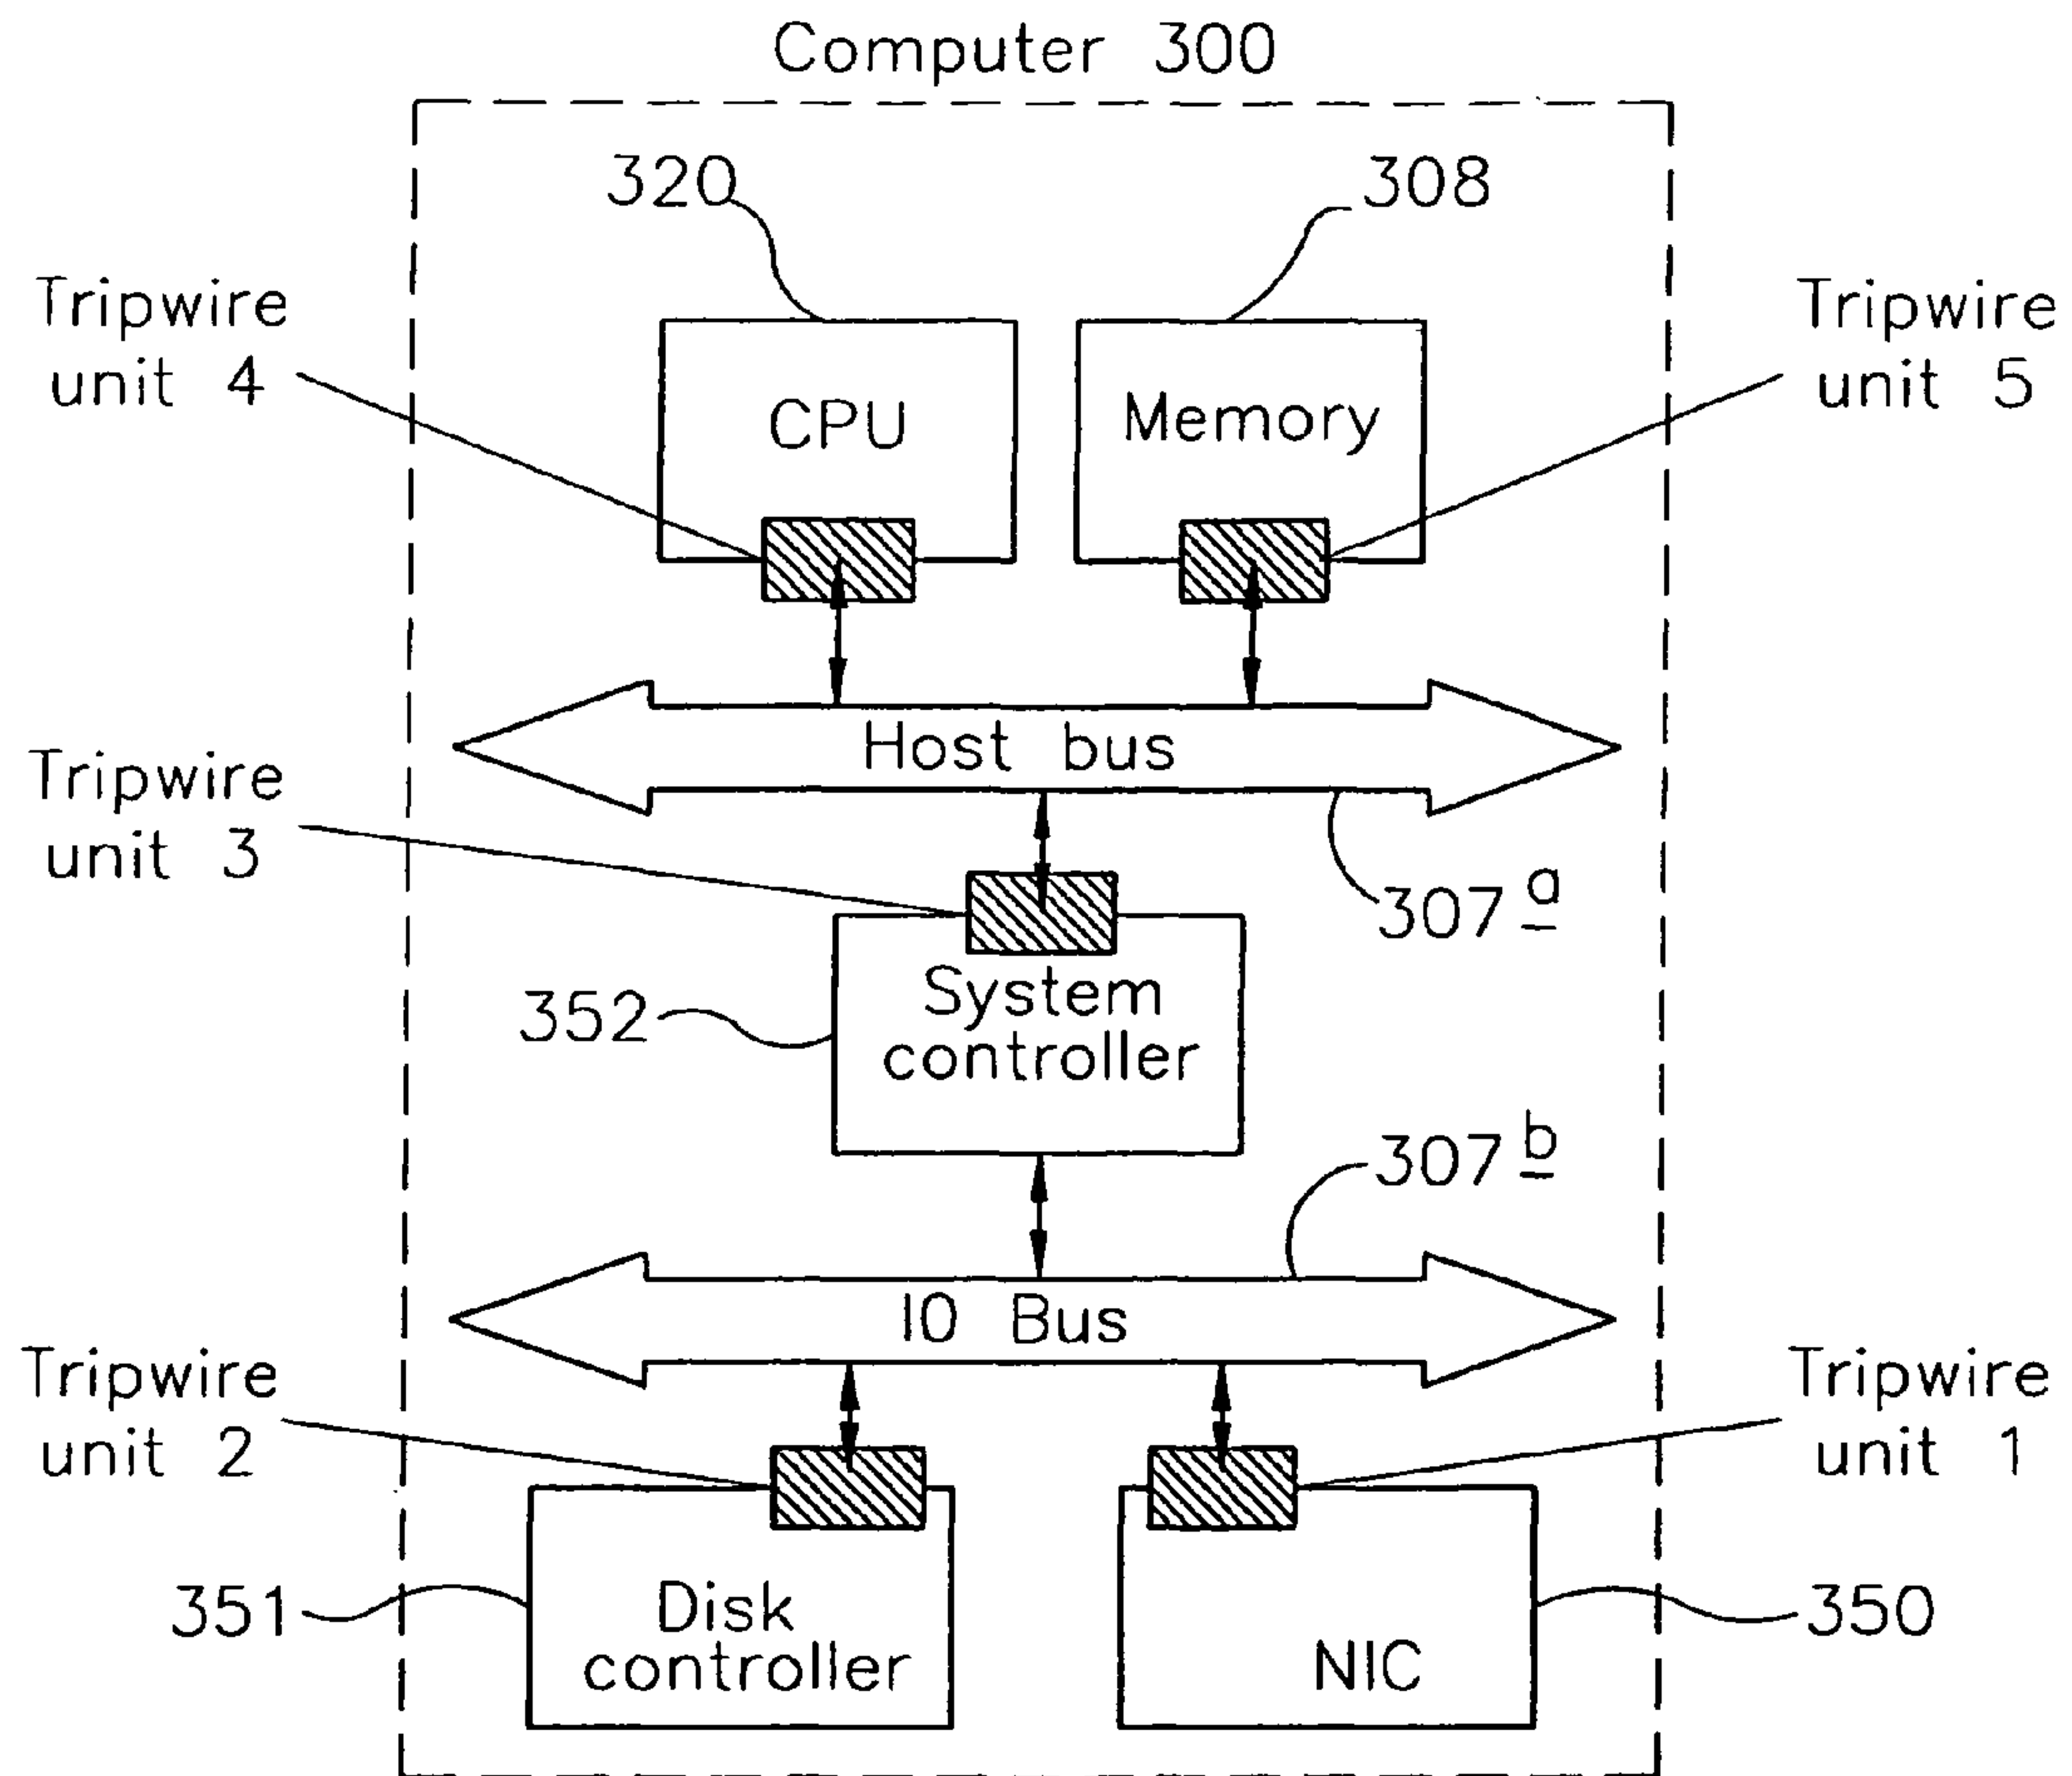 Computer 300
320
308
Tripwire
unit 4
Tripwire
unit 5
CPU
Memory
Host bus
Tripwire
unit 3
307a
352
System
controller
307b
IO Bus
Tripwire
unit 2
Tripwire
unit 1
351
Disk
controller
NIC
350